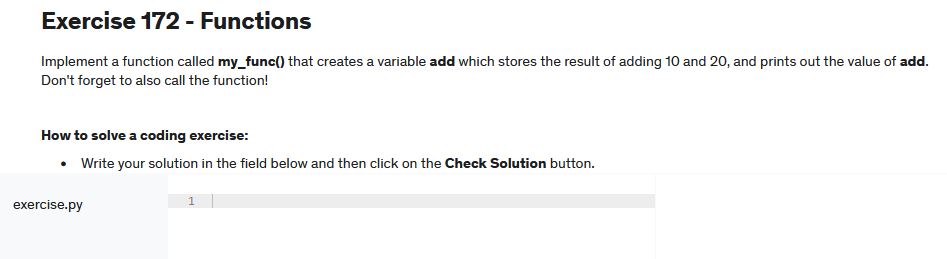 Exercise 172 - Functions
Implement a function called my_func() that creates a variable add which stores the result of adding 10 and 20, and prints out the value of add.
Don't forget to also call the function!
How to solve a coding exercise:
• Write your solution in the field below and then click on the Check Solution button.
exercise.py
1